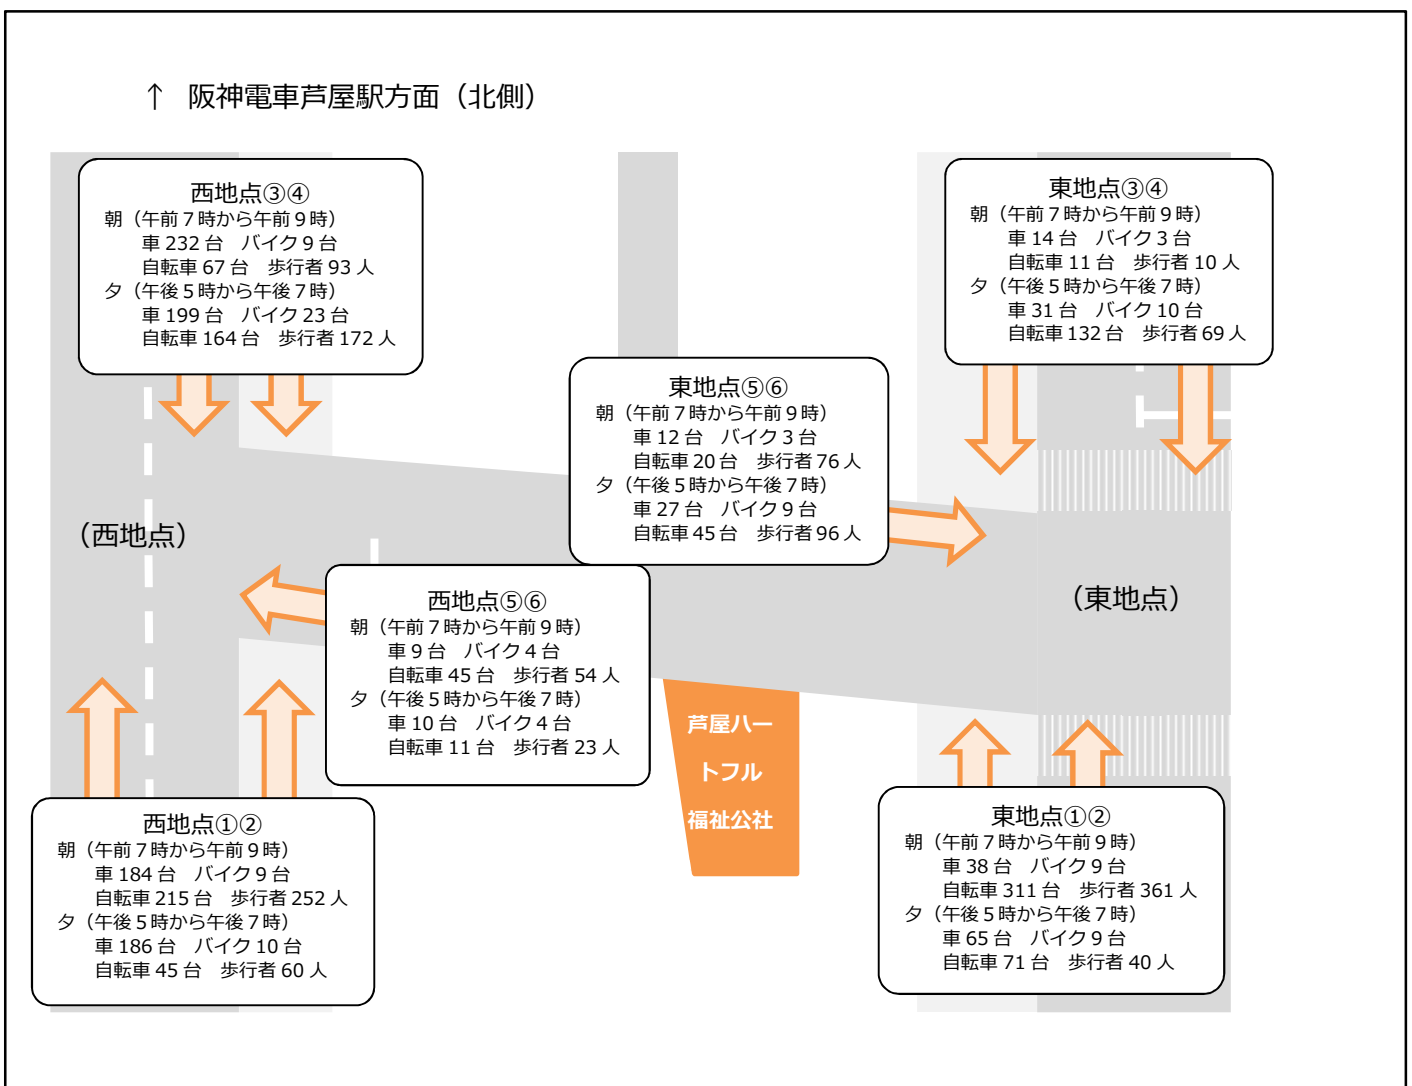 ↑　阪神電車芦屋駅方面（北側）
西地点③④
朝（午前７時から午前９時）
車 232 台　バイク 9 台
自転車 67 台　歩行者 93 人
夕（午後５時から午後７時）
車 199 台　バイク 23 台
自転車 164 台　歩行者 172 人
東地点③④
朝（午前７時から午前９時）
車 14 台　バイク 3 台
自転車 11 台　歩行者 10 人
夕（午後５時から午後７時）
車 31 台　バイク 10 台
自転車 132 台　歩行者 69 人
東地点⑤⑥
朝（午前７時から午前９時）
車 12 台　バイク 3 台
自転車 20 台　歩行者 76 人
夕（午後５時から午後７時）
車 27 台　バイク 9 台
自転車 45 台　歩行者 96 人
（西地点）
（東地点）
西地点⑤⑥
朝（午前７時から午前９時）
車 9 台　バイク 4 台
自転車 45 台　歩行者 54 人
夕（午後５時から午後７時）
車 10 台　バイク 4 台
自転車 11 台　歩行者 23 人
芦屋ハー
トフル
福祉公社
西地点①②
朝（午前７時から午前９時）
車 184 台　バイク 9 台
自転車 215 台　歩行者 252 人
夕（午後５時から午後７時）
車 186 台　バイク 10 台
自転車 45 台　歩行者 60 人
東地点①②
朝（午前７時から午前９時）
車 38 台　バイク 9 台
自転車 311 台　歩行者 361 人
夕（午後５時から午後７時）
車 65 台　バイク 9 台
自転車 71 台　歩行者 40 人